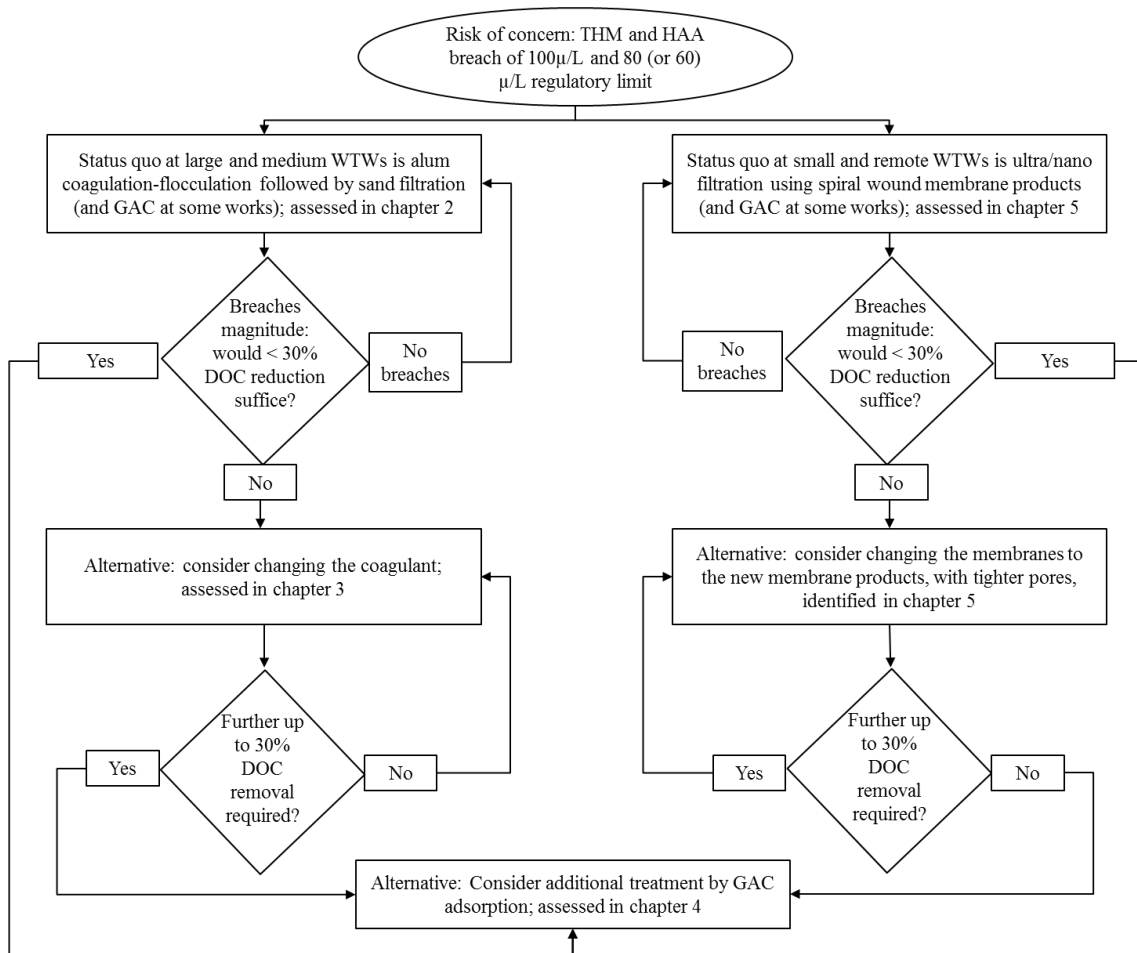 Risk of concern: THM and HAA
breach of 100µ/L and 80 (or 60)
µ/L regulatory limit
Status quo at large and medium WTWs is alum
coagulation-flocculation followed by sand filtration
(and GAC at some works); assessed in chapter 2
Status quo at small and remote WTWs is ultra/nano
filtration using spiral wound membrane products
(and GAC at some works); assessed in chapter 5
Yes
Breaches
magnitude:
would < 30%
DOC reduction
suffice?
No
breaches
No
breaches
Breaches
magnitude:
would < 30%
DOC reduction
suffice?
Yes
No
No
Alternative: consider changing the coagulant;
assessed in chapter 3
Alternative: consider changing the membranes to
the new membrane products, with tighter pores,
identified in chapter 5
Yes
Further up
to 30%
DOC
removal
required?
No
Yes
Further up
to 30%
DOC
removal
required?
No
Alternative: Consider additional treatment by GAC
adsorption; assessed in chapter 4